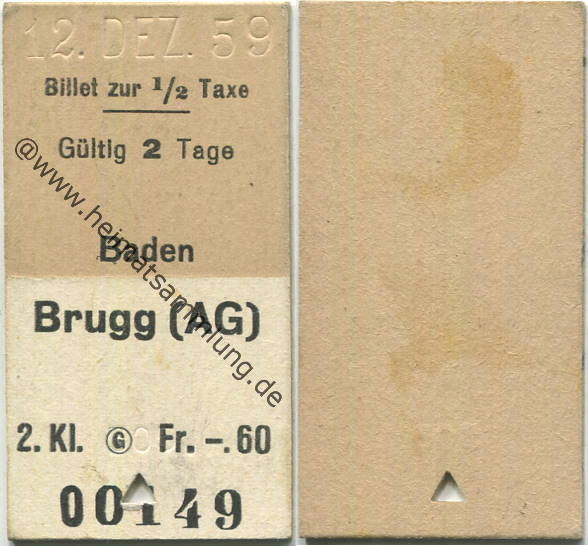 12. DEZ. 59
Billet zur 1/2 Taxe
Gültig 2 Tage
Baden
Brugg (AG)
2. Kl. Ⓖ Fr. –.60
00149
@www.heimatsammlung.de